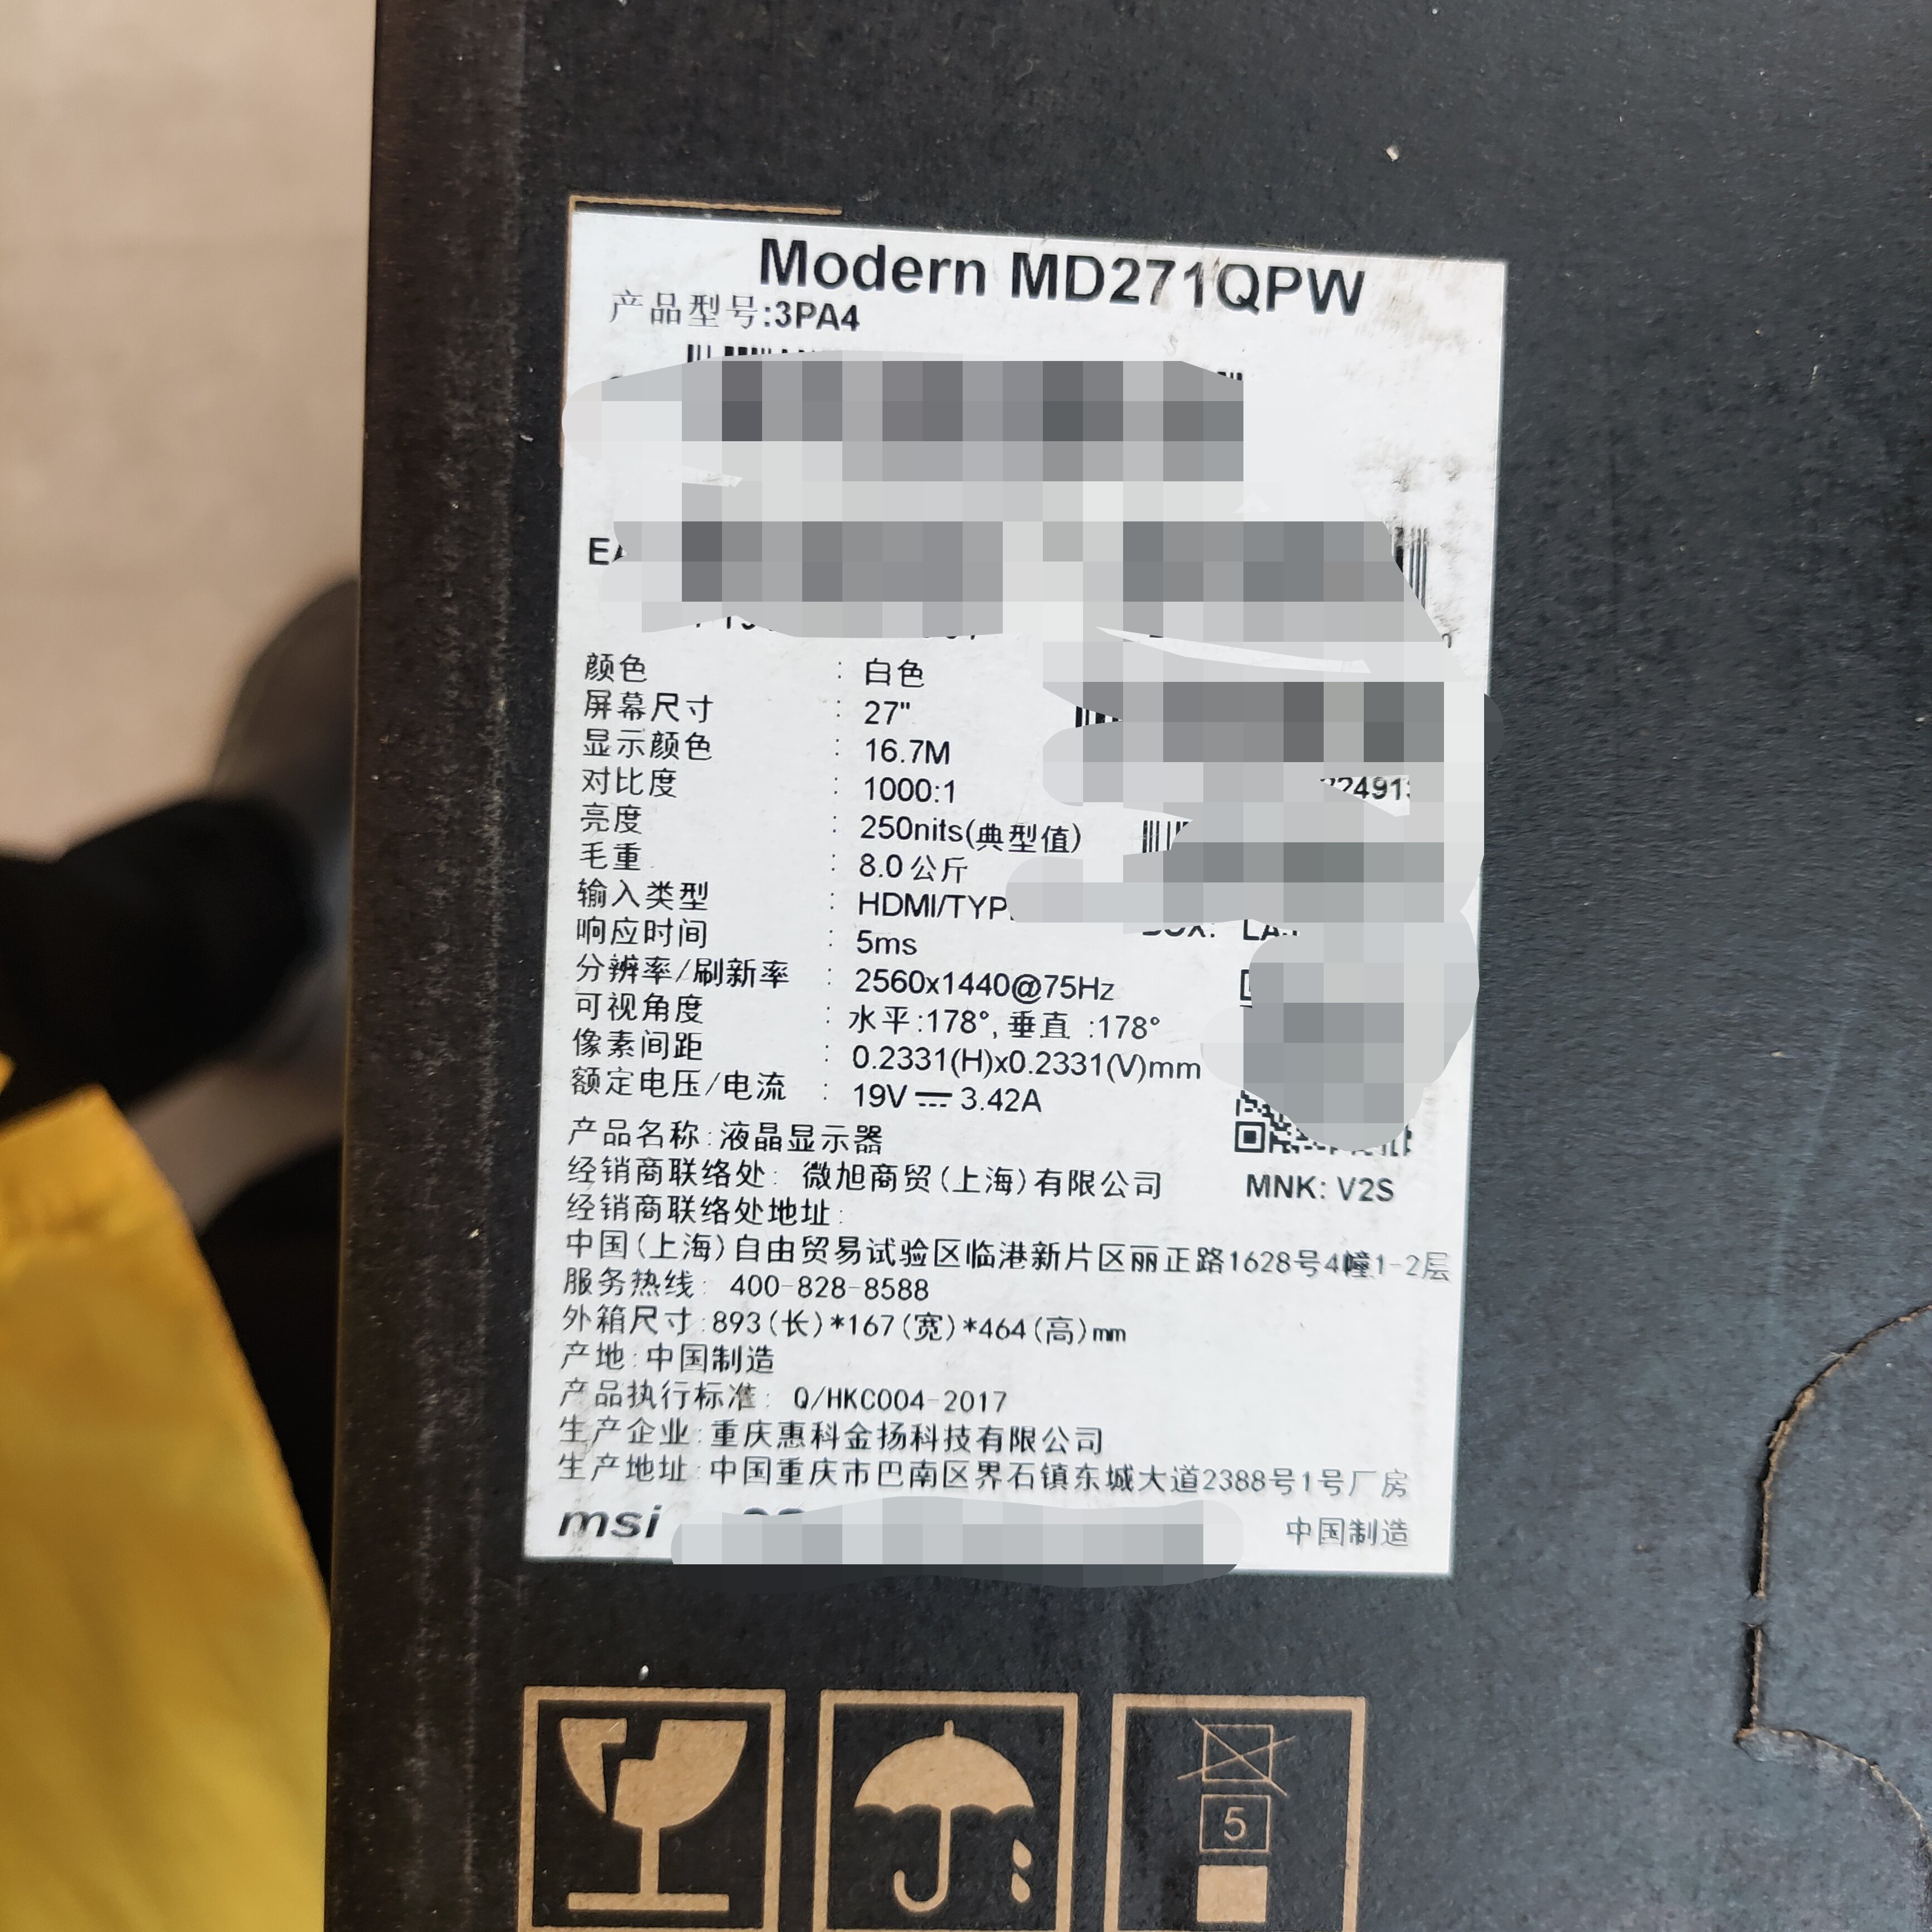 Modern MD271QPW
产品型号:3PA4
颜色 : 白色
屏幕尺寸 : 27"
显示颜色 : 16.7M
对比度 : 1000:1
亮度 : 250nits(典型值)
毛重 : 8.0公斤
输入类型 : HDMI/TYP
响应时间 : 5ms
分辨率/刷新率 : 2560x1440@75Hz
可视角度 : 水平:178°,垂直 :178°
像素间距 : 0.2331(H)x0.2331(V)mm
额定电压/电流 : 19V 3.42A
产品名称:液晶显示器
经销商联络处: 微旭商贸(上海)有限公司
MNK: V2S
经销商联络处地址:
中国(上海)自由贸易试验区临港新片区丽正路1628号4幢1-2层
服务热线: 400-828-8588
外箱尺寸:893(长)*167(宽)*464(高)mm
产地:中国制造
产品执行标准: Q/HKC004-2017
生产企业:重庆惠科金扬科技有限公司
生产地址:中国重庆市巴南区界石镇东城大道2388号1号厂房
msi
中国制造
5